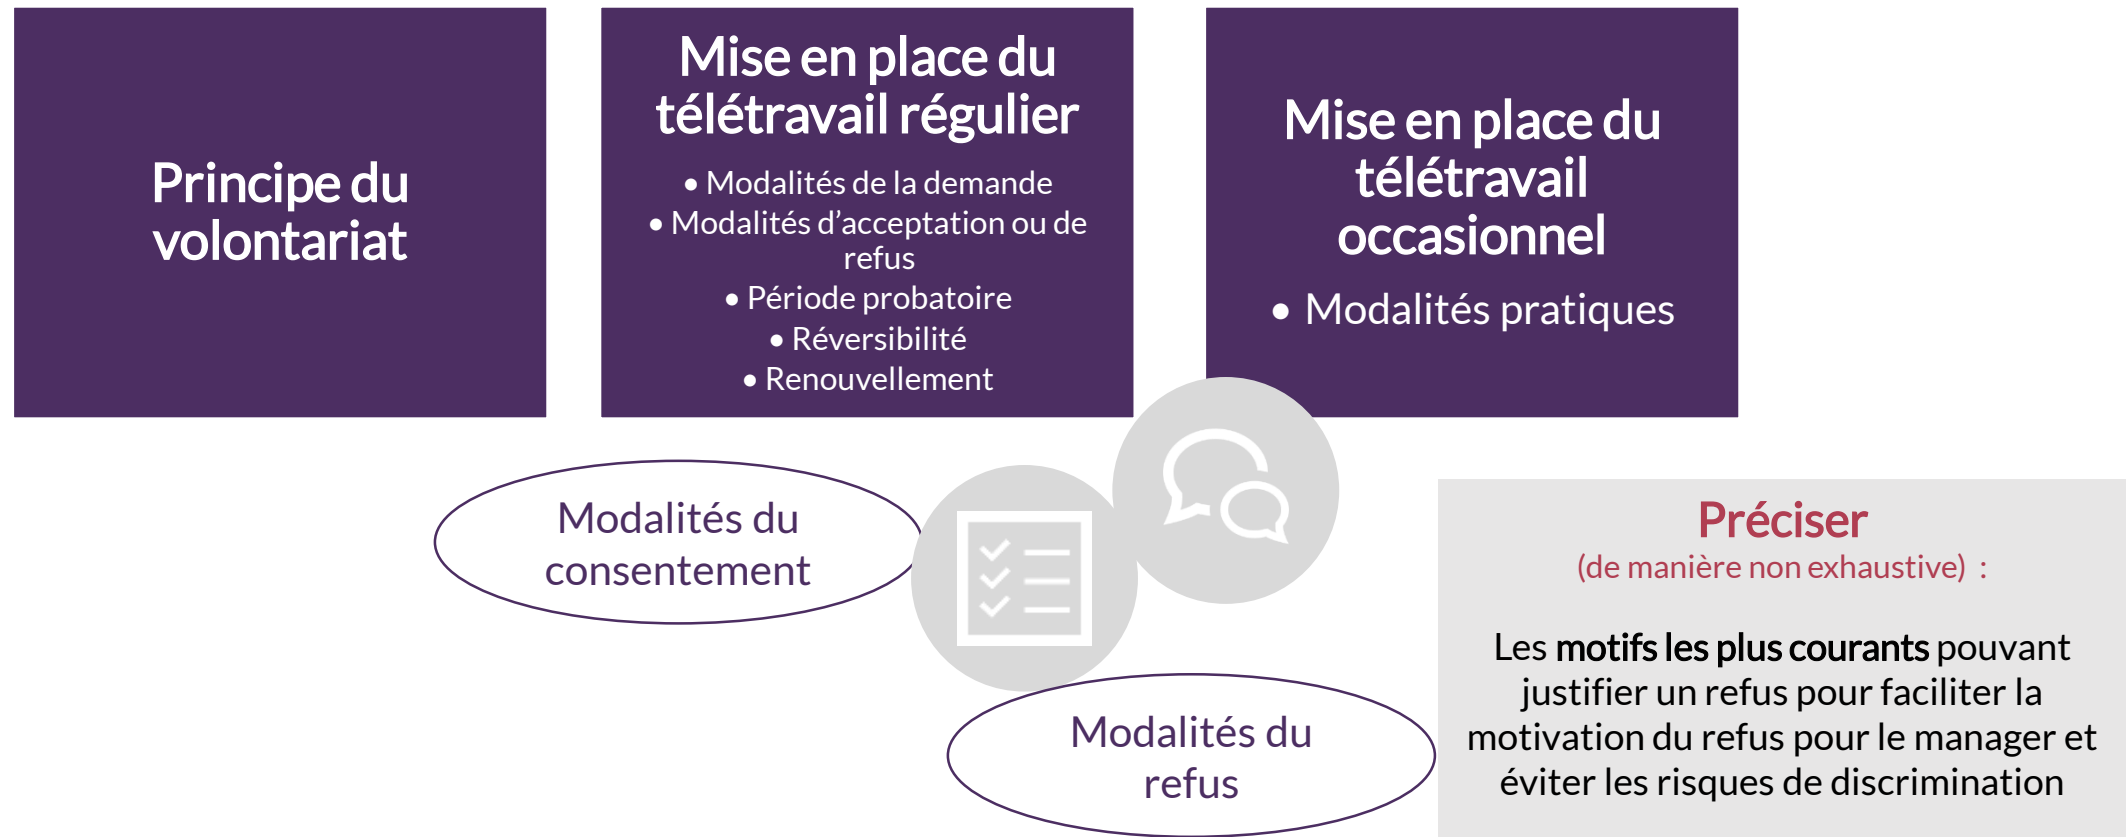 Principe du
volontariat
Mise en place du
télétravail régulier
• Modalités de la demande
• Modalités d’acceptation ou de
refus
• Période probatoire
• Réversibilité
• Renouvellement
Mise en place du
télétravail
occasionnel
• Modalités pratiques
Modalités du
consentement
Modalités du
refus
Préciser
(de manière non exhaustive) :
Les motifs les plus courants pouvant
justifier un refus pour faciliter la
motivation du refus pour le manager et
éviter les risques de discrimination